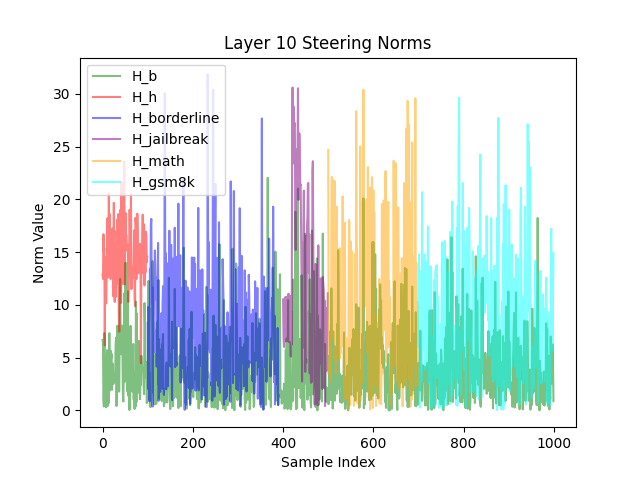 Layer 10 Steering Norms
H_b
H_h
H_borderline
H_jailbreak
H_math
H_gsm8k
Norm Value
30
25
20
15
10
5
0
0 200 400 600 800 1000
Sample Index